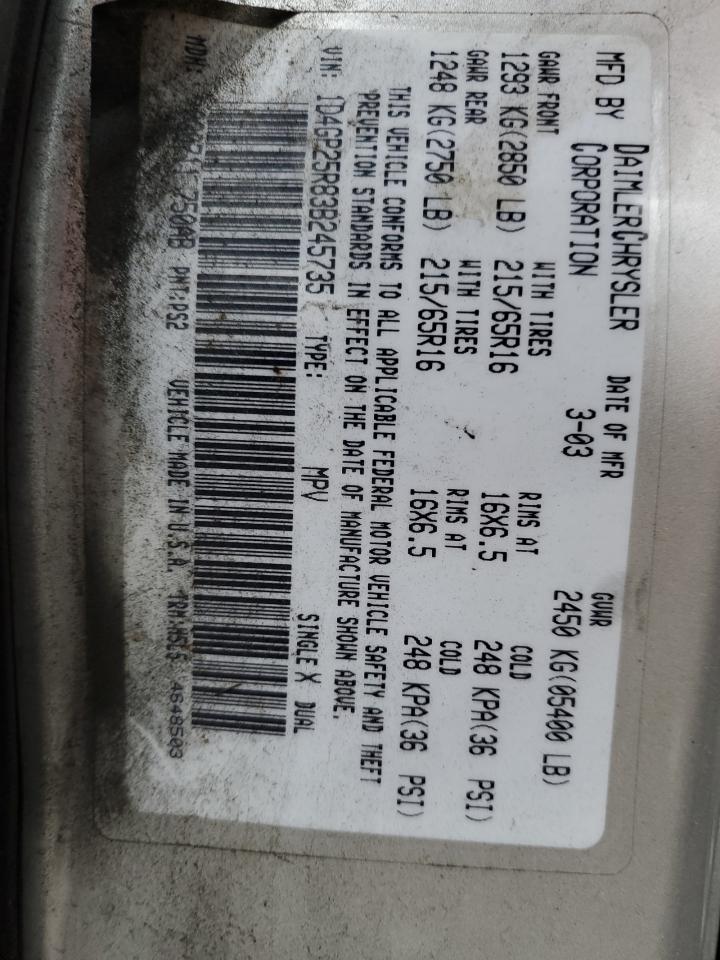 MFD BY DAIMLERCHRYSLER CORPORATION DATE OF MFR 3-03 GVWR 2450 KG(05400 LB)
GAWR FRONT WITH TIRES RIMS AT COLD
1293 KG(2850 LB) 215/65R16 16X6.5 248 KPA(36 PSI)
GAWR REAR WITH TIRES RIMS AT COLD
1248 KG(2750 LB) 215/65R16 16X6.5 248 KPA(36 PSI)
THIS VEHICLE CONFORMS TO ALL APPLICABLE FEDERAL MOTOR VEHICLE SAFETY AND THEFT
PREVENTION STANDARDS IN EFFECT ON THE DATE OF MANUFACTURE SHOWN ABOVE.
VIN: 1D4GP25R83B245735 TYPE: MPV SINGLE X DUAL
MDH: PNT:PS2 VEHICLE MADE IN U.S.A. 4648503